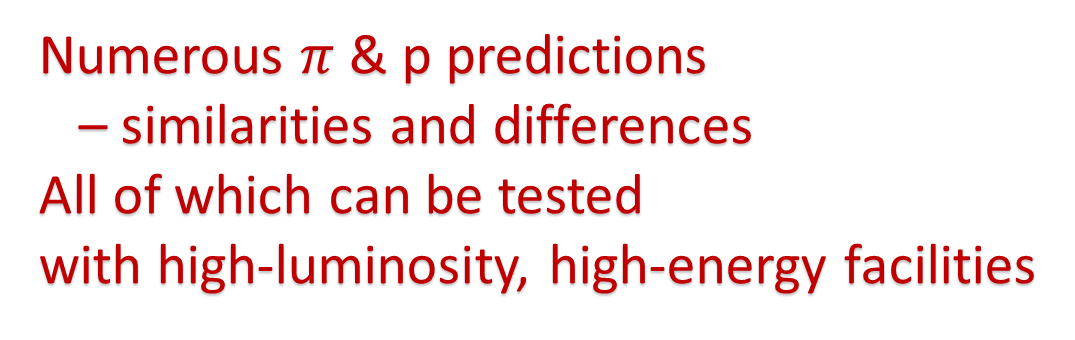 Numerous 𝜋 & p predictions
– similarities and differences
All of which can be tested
with high-luminosity, high-energy facilities